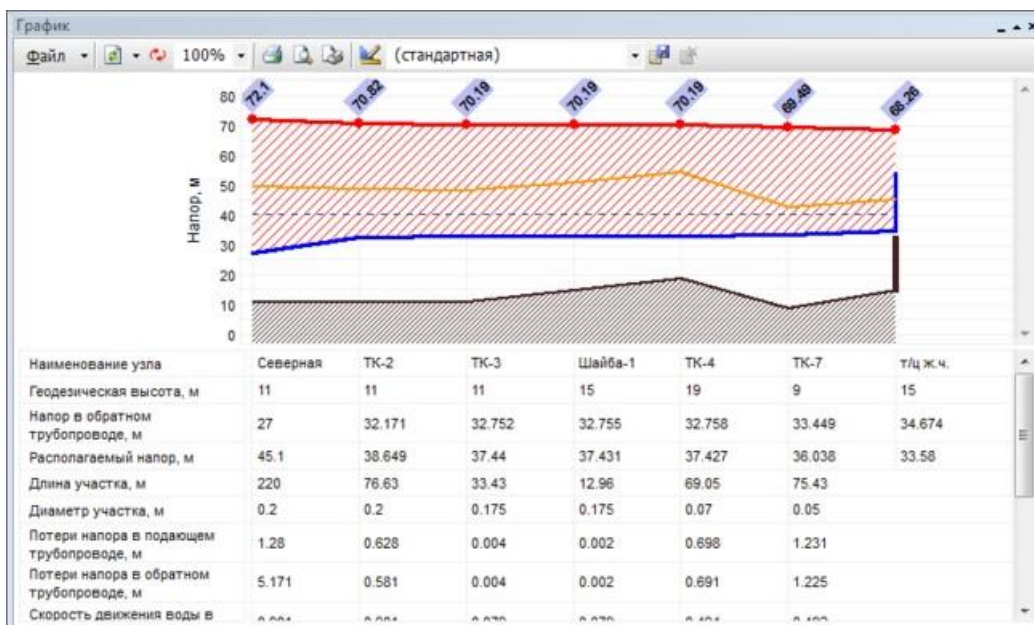 График
Файл 100% (стандартная)
72.1 70.82 70.19 70.19 70.19 69.49 68.26
80
70
60
50
40
30
20
10
0
Напор, м
Наименование узла Северная ТК-2 ТК-3 Шайба-1 ТК-4 ТК-7 т/ц ж.ч.
Геодезическая высота, м 11 11 11 15 19 9 15
Напор в обратном
трубопроводе, м 27 32.171 32.752 32.755 32.758 33.449 34.674
Располагаемый напор, м 45.1 38.649 37.44 37.431 37.427 36.038 33.58
Длина участка, м 220 76.63 33.43 12.96 69.05 75.43
Диаметр участка, м 0.2 0.2 0.175 0.175 0.07 0.05
Потери напора в подающем
трубопроводе, м 1.28 0.628 0.004 0.002 0.698 1.231
Потери напора в обратном
трубопроводе, м 5.171 0.581 0.004 0.002 0.691 1.225
Скорость движения воды в